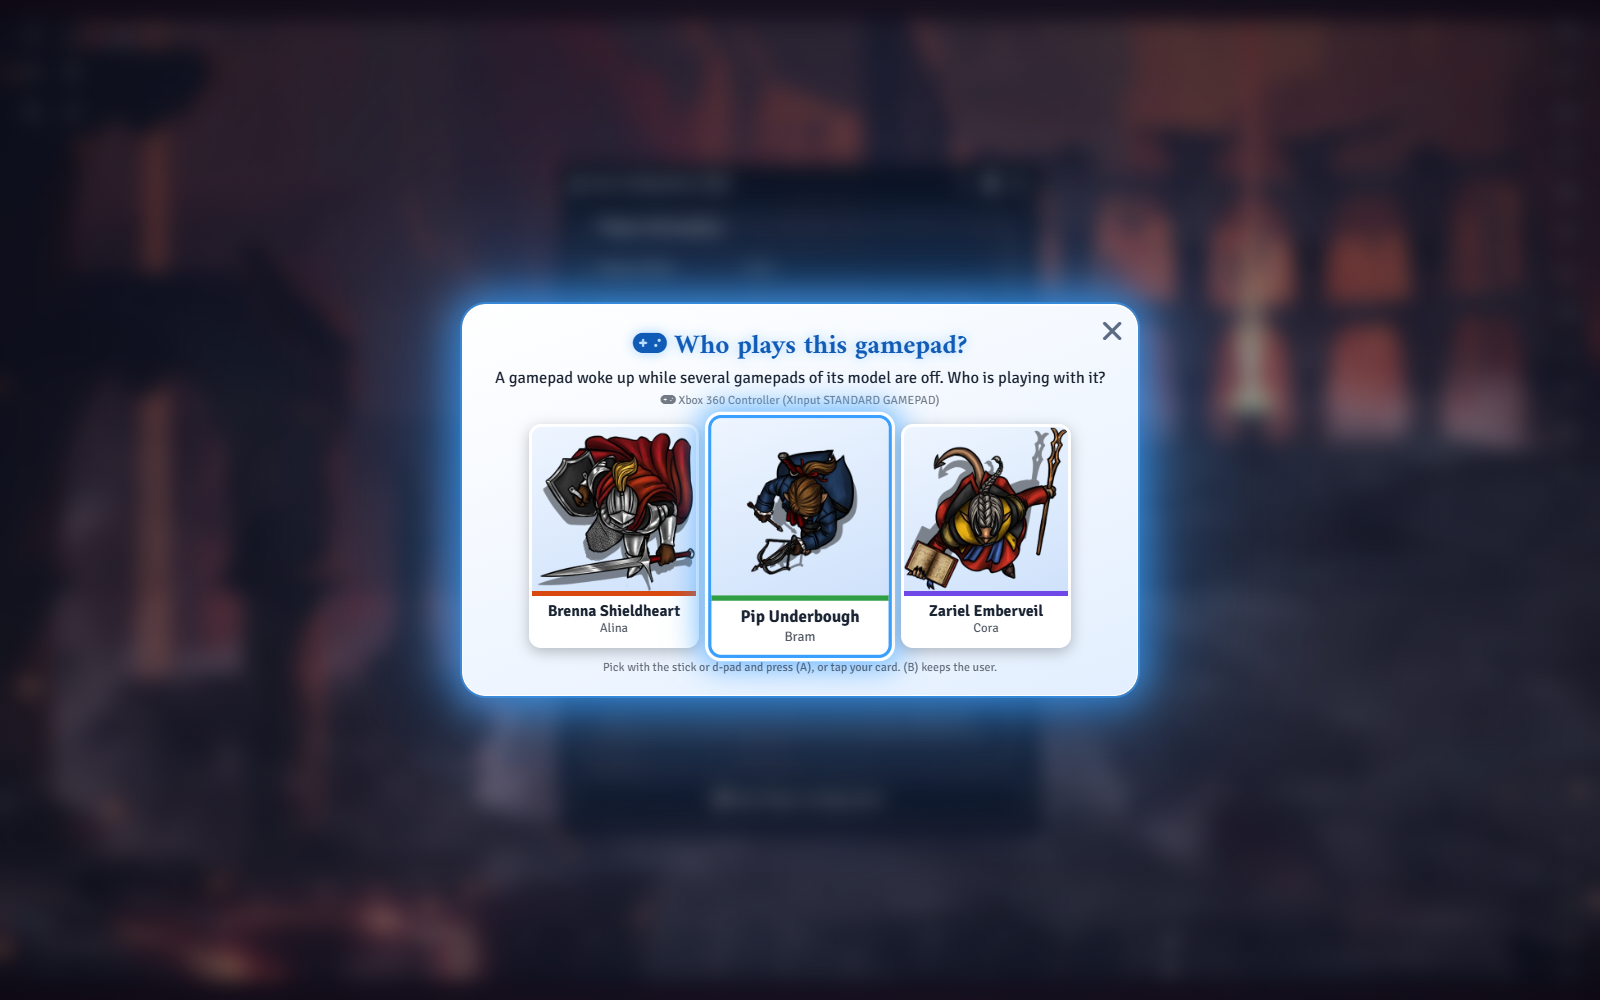 Who plays this gamepad?
A gamepad woke up while several gamepads of its model are off. Who is playing with it?
Xbox 360 Controller (XInput STANDARD GAMEPAD)
Brenna Shieldheart
Alina
Pip Underbough
Bram
Zariel Emberveil
Cora
Pick with the stick or d-pad and press (A), or tap your card. (B) keeps the user.